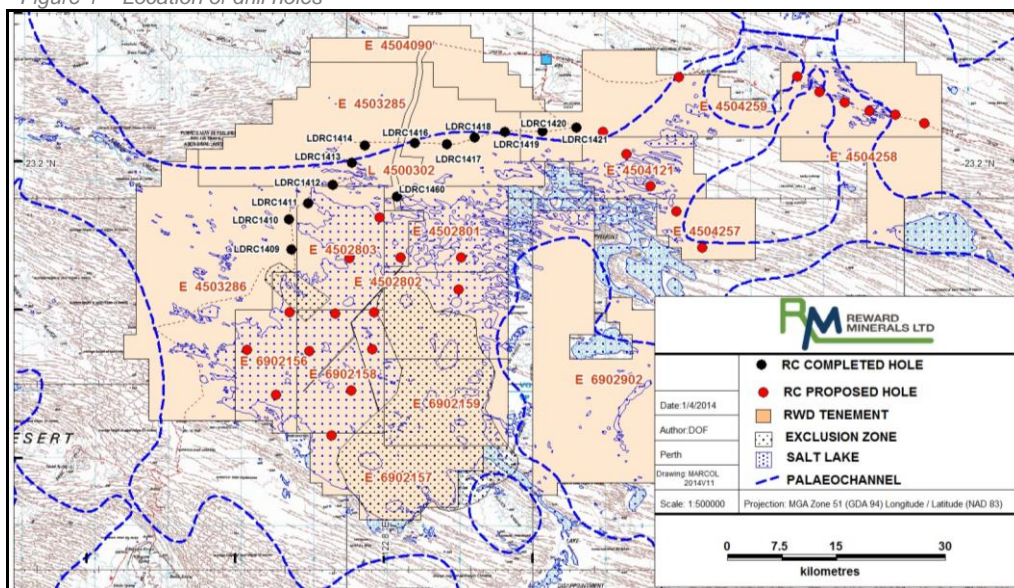 Figure 1 – Location of drill holes
E 4504090
E 4503285
E 4504259
LDRC1418
LDRC1420
LDRC1416
LDRC1414
LDRC1419
LDRC1421
LDRC1417
E 4504258
23.2 °N
LDRC1413
23.2 °N
L 4500302
E 4504121
LDRC1412
LDRC1460
LDRC1411
LDRC1410
E 4502801
E 4504257
LDRC1409
E 4502803
E 4502802
E 4503286
REWARD
MINERALS LTD
RM
E 6902156
E 6902158
E 6902902
E 6902159
ESERT
E 6902157
RC COMPLETED HOLE
RC PROPOSED HOLE
RWD TENEMENT
EXCLUSION ZONE
SALT LAKE
PALAEOCHANNEL
Date:1/4/2014
Author:DOF
Perth
Drawing: MARCOL
2014V11
Scale: 1:500000
Projection: MGA Zone 51 (GDA 94) Longitude / Latitude (NAD 83)
0 7.5 15 30
kilometres
LAKE
DISAPPOINTMENT